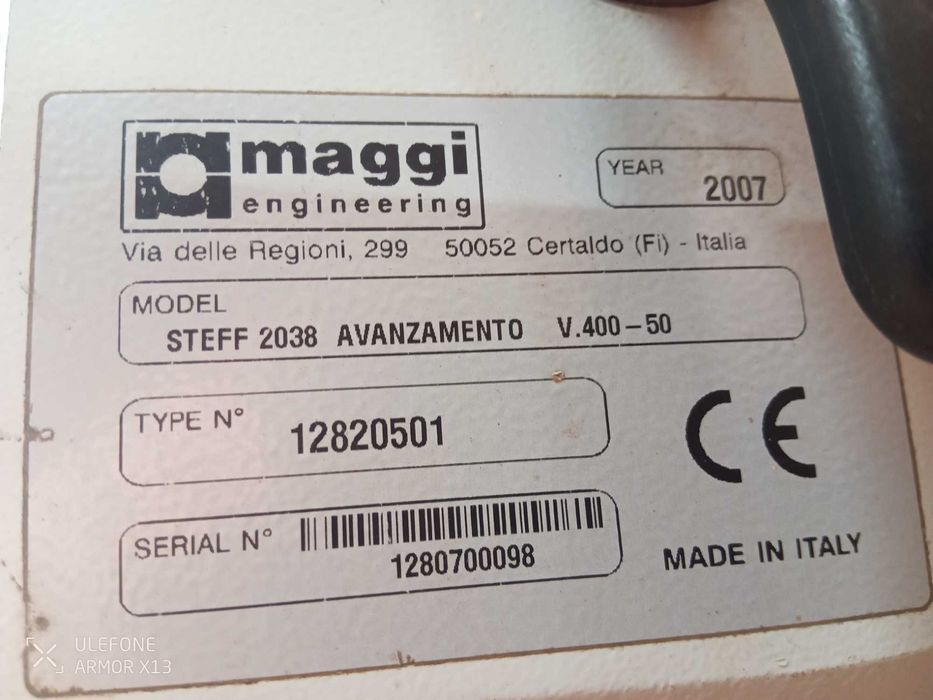 maggi
engineering
YEAR 2007
Via delle Regioni, 299 50052 Certaldo (Fi) - Italia
MODEL
STEFF 2038 AVANZAMENTO V.400-50
TYPE N° 12820501
CE
SERIAL N° 1280700098
MADE IN ITALY
ULEFONE
ARMOR X13